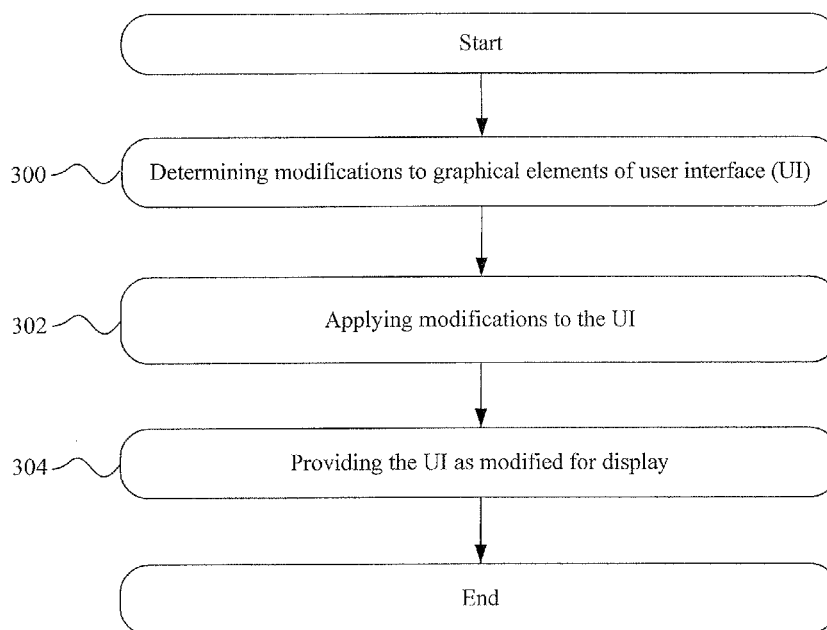 Start
300
Determining modifications to graphical elements of user interface (UI)
302
Applying modifications to the UI
304
Providing the UI as modified for display
End